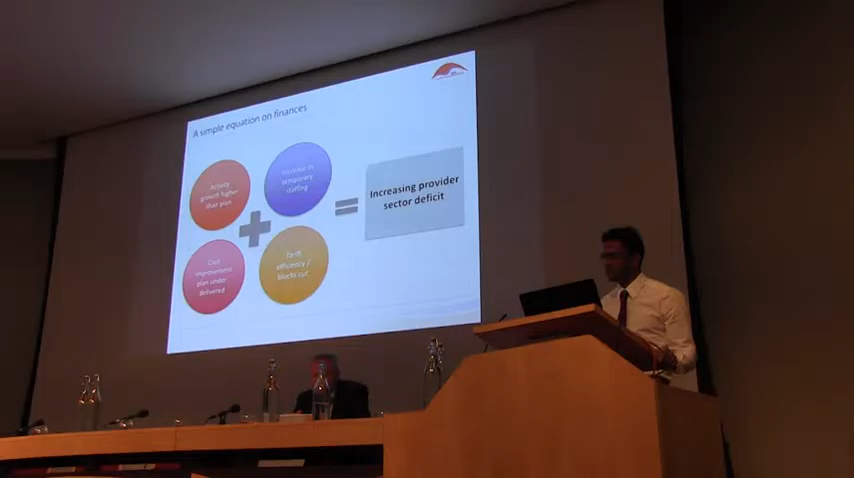 A simple equation on finances
Activity
growth higher
than plan
Increase in
temporary
staffing
Cost
improvement
plan under
delivered
Tariff
efficiency /
blocks cut
Increasing provider
sector deficit